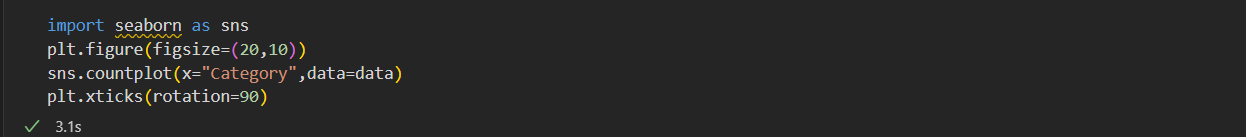 import seaborn as sns
plt.figure(figsize=(20,10))
sns.countplot(x="Category",data=data)
plt.xticks(rotation=90)
3.1s